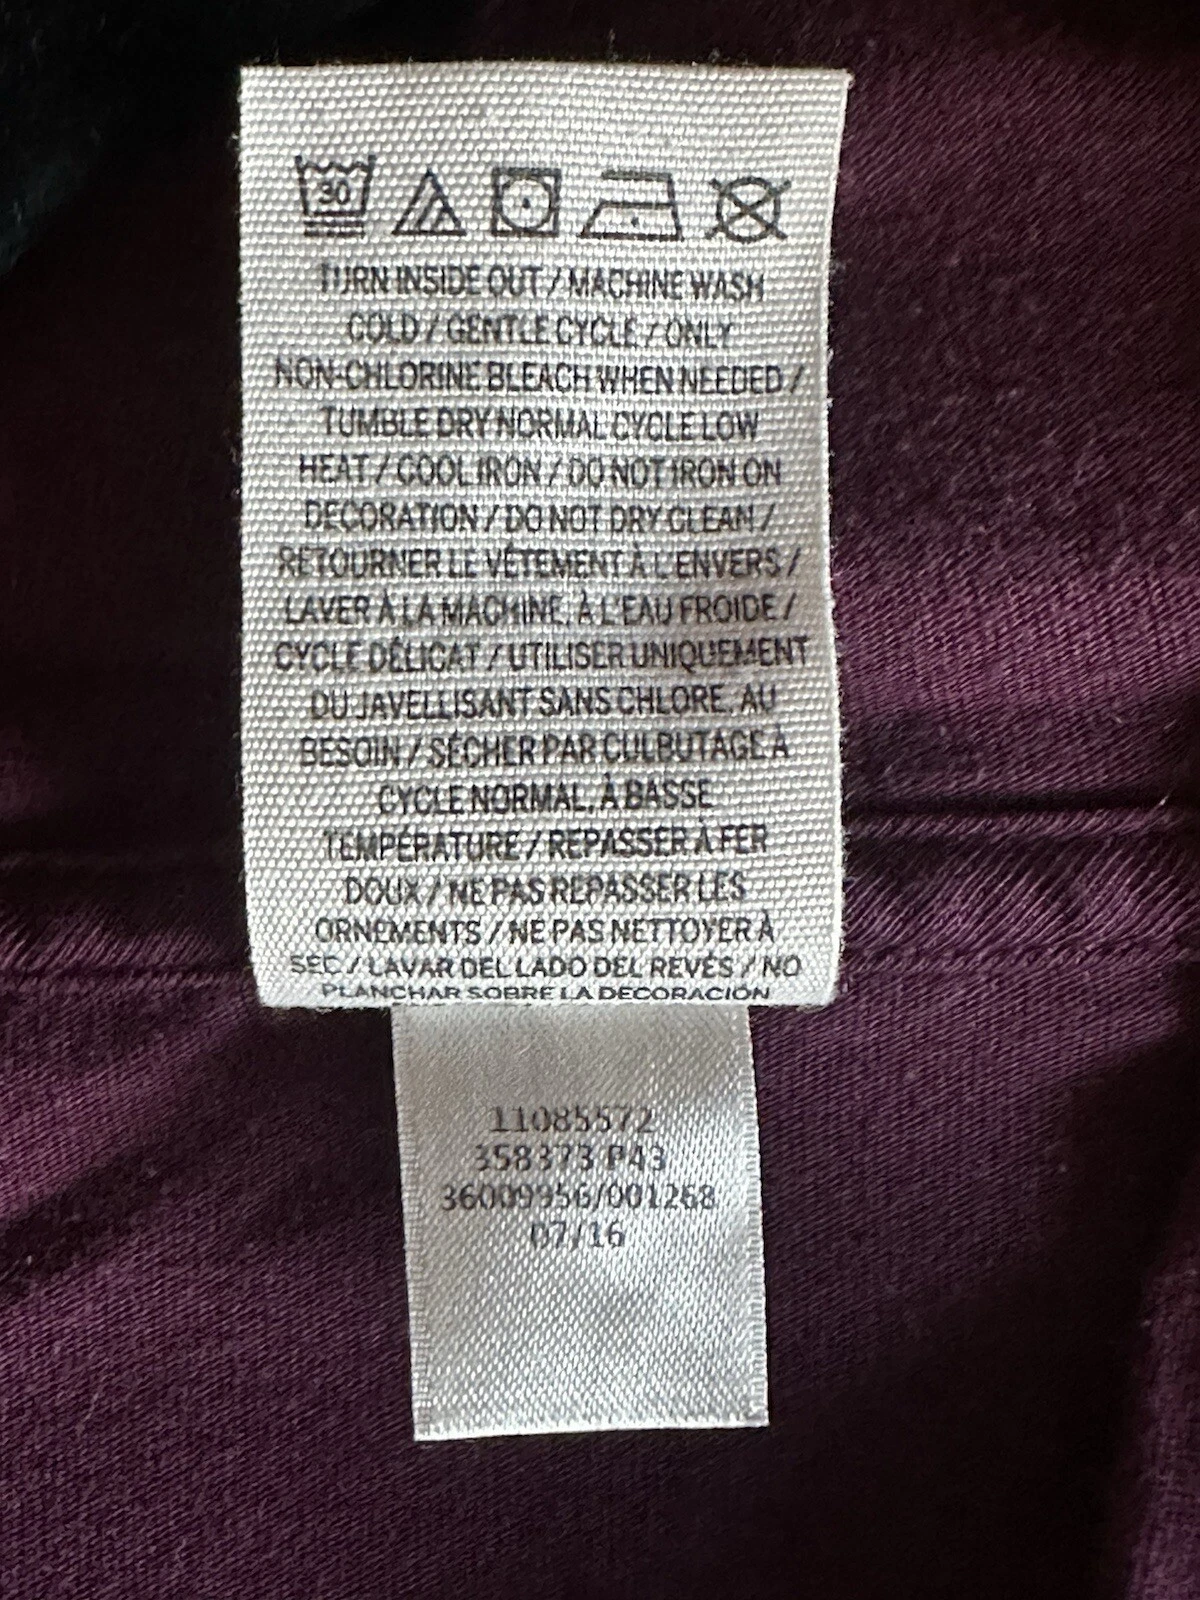 30
TURN INSIDE OUT / MACHINE WASH
COLD / GENTLE CYCLE / ONLY
NON-CHLORINE BLEACH WHEN NEEDED /
TUMBLE DRY NORMAL CYCLE LOW
HEAT / COOL IRON / DO NOT IRON ON
DECORATION / DO NOT DRY CLEAN /
RETOURNER LE VÊTEMENT À L'ENVERS /
LAVER À LA MACHINE, À L'EAU FROIDE /
CYCLE DÉLICAT / UTILISER UNIQUEMENT
DU JAVELLISANT SANS CHLORE, AU
BESOIN / SÉCHER PAR CULBUTAGE À
CYCLE NORMAL, À BASSE
TEMPÉRATURE / REPASSER À FER
DOUX / NE PAS REPASSER LES
ORNEMENTS / NE PAS NETTOYER À
SEC / LAVAR DEL LADO DEL REVÉS / NO
PLANCHAR SOBRE LA DECORACIÓN
11085572
358373 P43
36009956/001268
07/16